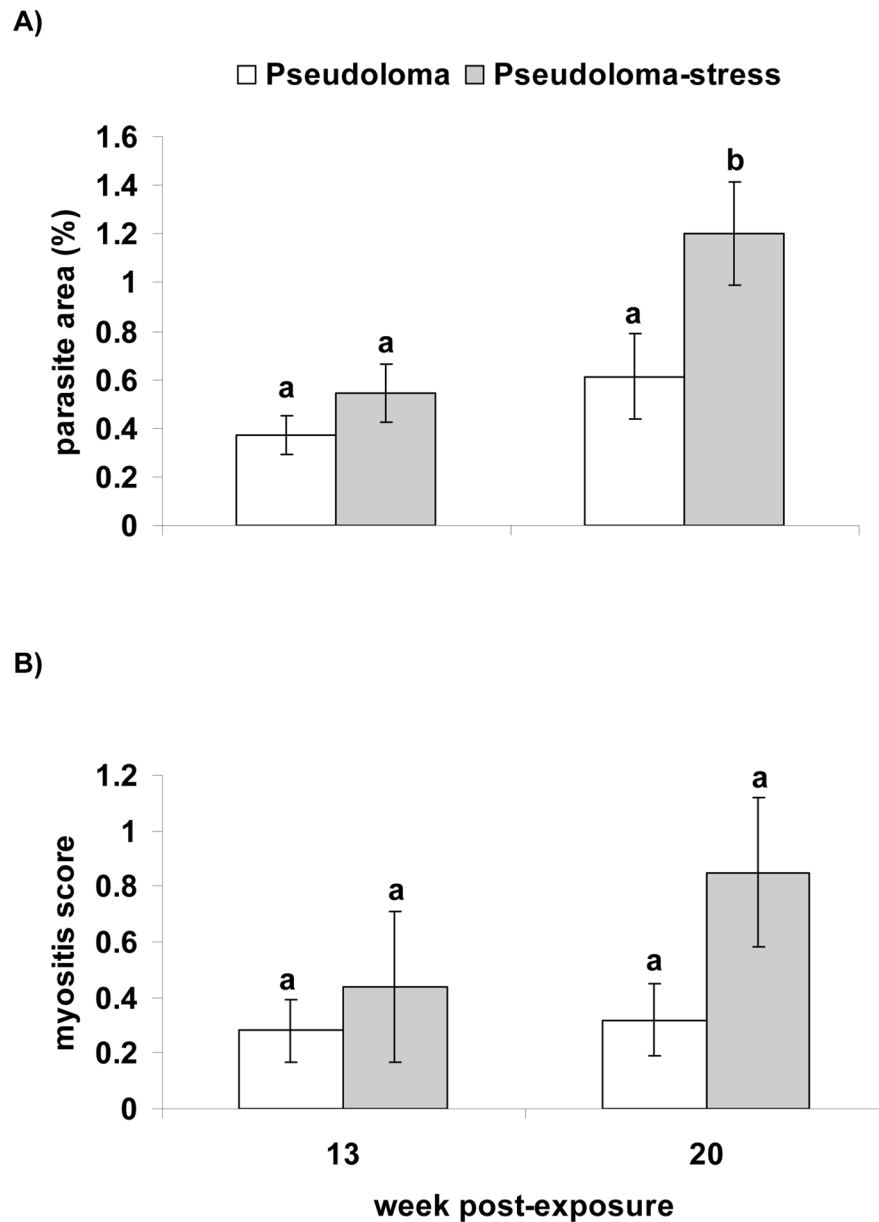 A)
Pseudoloma Pseudoloma-stress
1.6
1.4
1.2
1
0.8
0.6
0.4
0.2
0
parasite area (%)
a
a
a
b
B)
1.2
1
0.8
0.6
0.4
0.2
0
myositis score
a
a
a
a
13 20
week post-exposure